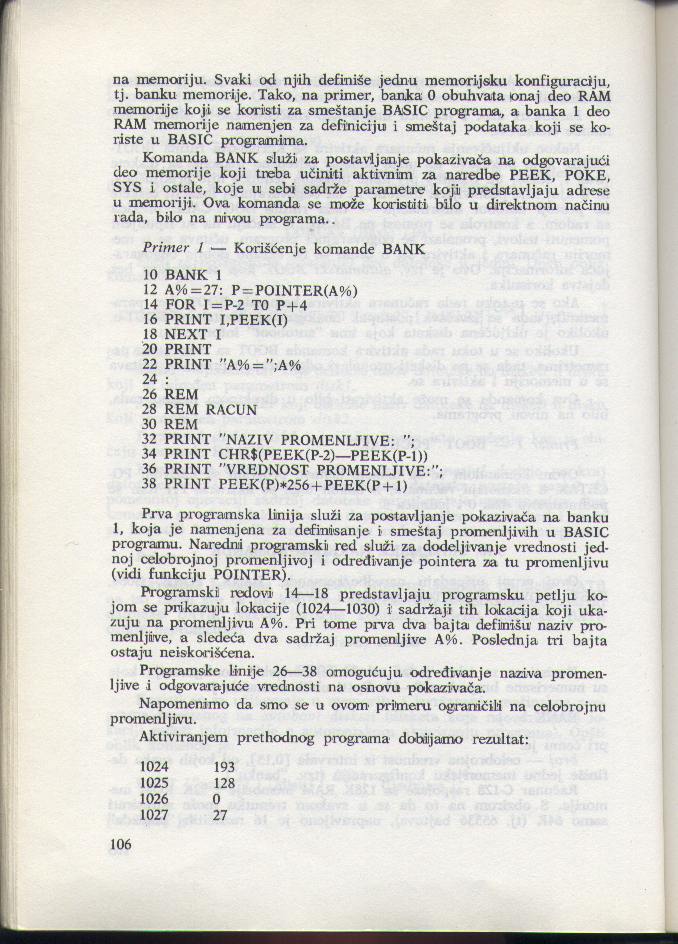 na memoriju. Svaki od njih definiše jednu memorijsku konfiguraciju,
tj. banku memorije. Tako, na primer, banka 0 obuhvata onaj deo RAM
memorije koji se koristi za smeštanje BASIC programa, a banka 1 deo
RAM memorije namenjen za definiciju i smeštaj podataka koji se ko-
riste u BASIC programima.
Komanda BANK služi za postavljanje pokazivača na odgovarajući
deo memorije koji treba učiniti aktivnim za naredbe PEEK, POKE,
SYS i ostale, koje u sebi sadrže parametre koji predstavljaju adrese
u memoriji. Ova komanda se može koristiti bilo u direktnom načinu
rada, bilo na nivou programa..
Primer 1 — Korišćenje komande BANK
10 BANK 1
12 A%=27: P=POINTER(A%)
14 FOR I=P-2 TO P+4
16 PRINT I,PEEK(I)
18 NEXT I
20 PRINT
22 PRINT ”A%=”;A%
24 :
26 REM
28 REM RACUN
30 REM
32 PRINT ”NAZIV PROMENLJIVE: ”;
34 PRINT CHR$(PEEK(P-2)—PEEK(P-1))
36 PRINT ”VREDNOST PROMENLJIVE:”;
38 PRINT PEEK(P)*256+PEEK(P+1)
Prva programska linija služi za postavljanje pokazivača na banku
1, koja je namenjena za definisanje i smeštaj promenljivih u BASIC
programu. Naredni programski red služi za dodeljivanje vrednosti jed-
noj celobrojnoj promenljivoj i određivanje pointera za tu promenljivu
(vidi funkciju POINTER).
Programski redovi 14—18 predstavljaju programsku petlju ko-
jom se prikazuju lokacije (1024—1030) i sadržaji tih lokacija koji uka-
zuju na promenljivu A%. Pri tome prva dva bajta definišu naziv pro-
menljive, a sledeća dva sadržaj promenljive A%. Poslednja tri bajta
ostaju neiskorišćena.
Programske linije 26—38 omogućuju određivanje naziva promen-
ljive i odgovarajuće vrednosti na osnovu pokazivača.
Napomenimo da smo se u ovom primeru ograničili na celobrojnu
promenljivu.
Aktiviranjem prethodnog programa dobijamo rezultat:
1024 193
1025 128
1026 0
1027 27
106